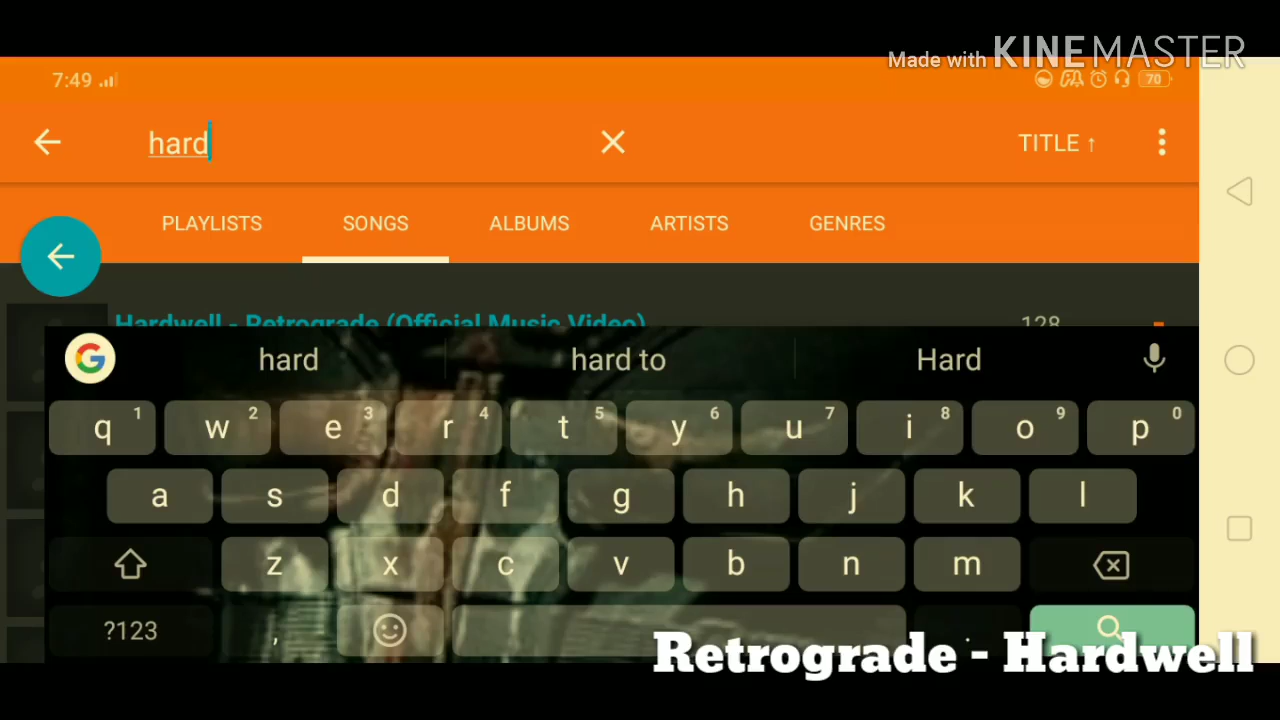 Made with KINEMASTER
7:49
70
hard
TITLE ↑
PLAYLISTS SONGS ALBUMS ARTISTS GENRES
Hardwell - Retrograde (Official Music Video)
128
hard hard to Hard
q 1 w 2 e 3 r 4 t 5 y 6 u 7 i 8 o 9 p 0
a s d f g h j k l
z x c v b n m
?123 , .
Retrograde - Hardwell